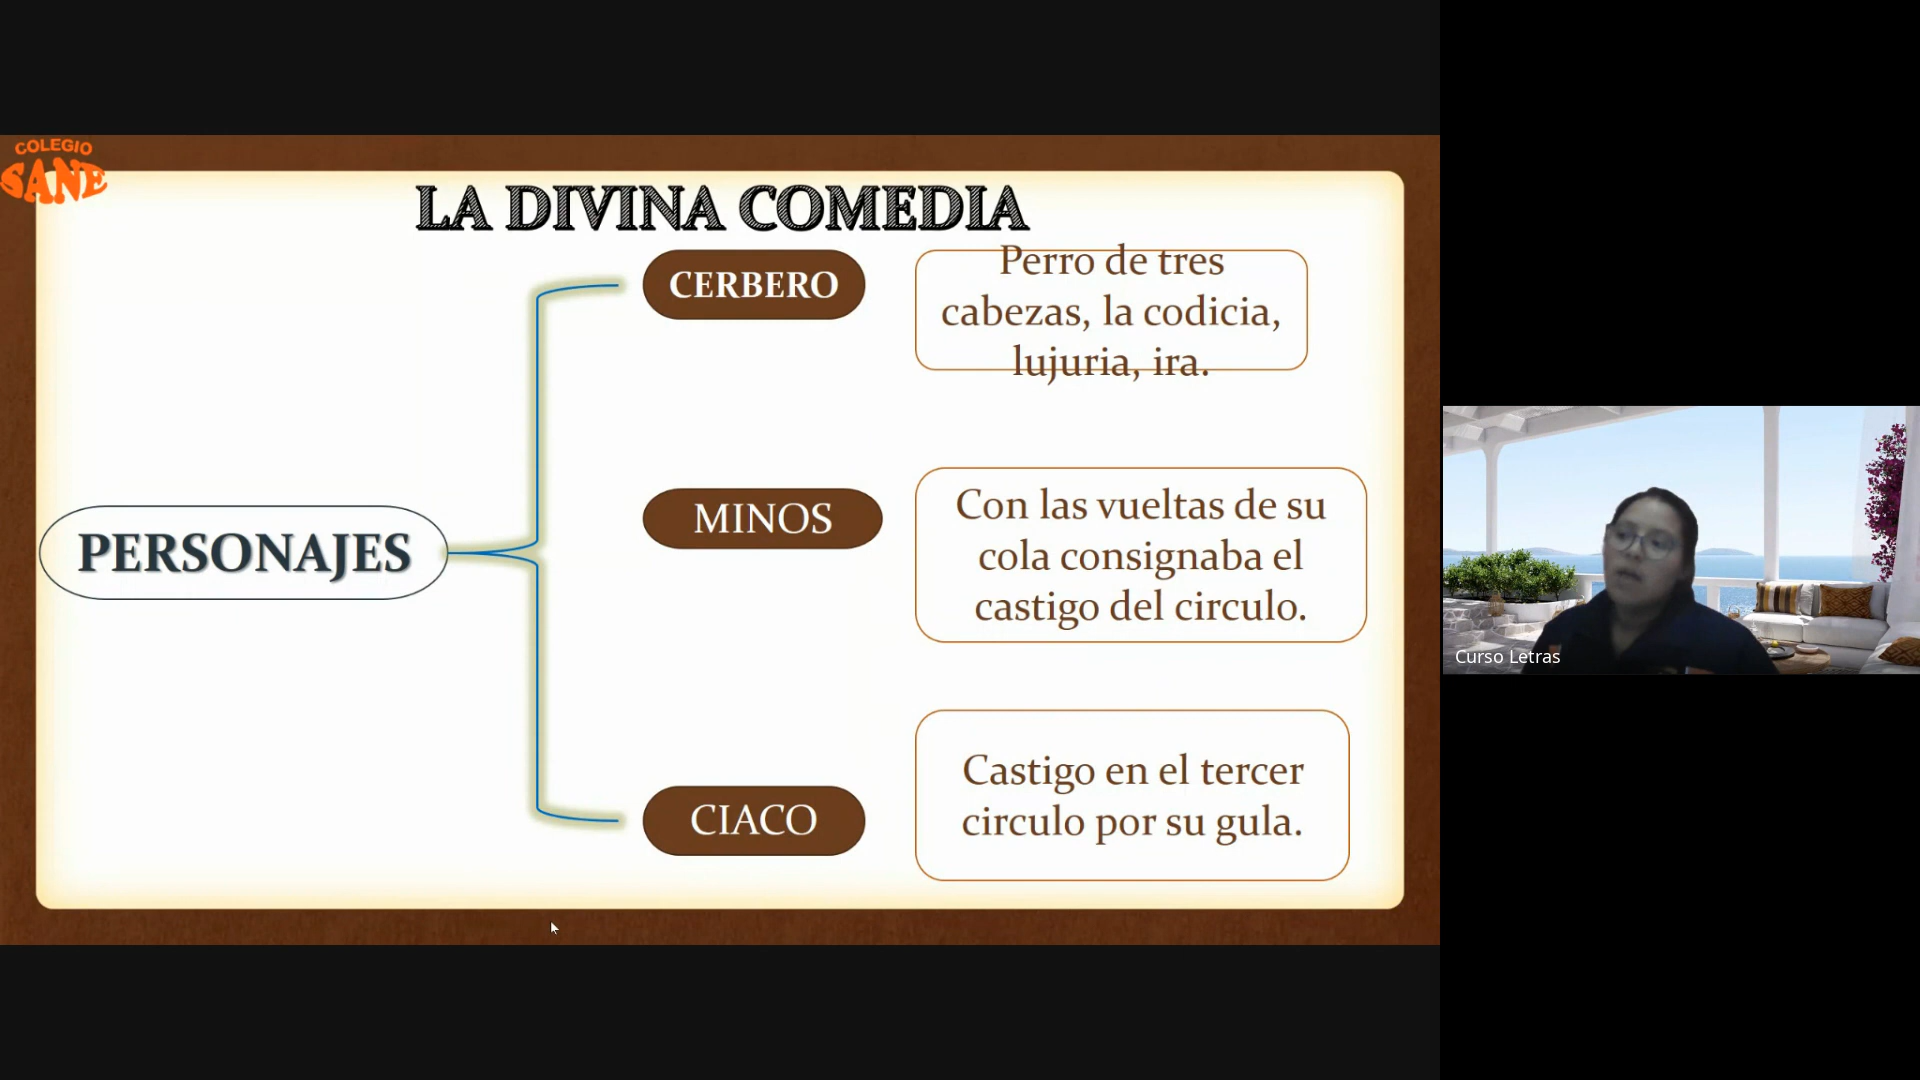 COLEGIO
SANE
LA DIVINA COMEDIA
PERSONAJES
CERBERO
Perro de tres
cabezas, la codicia,
lujuria, ira.
MINOS
Con las vueltas de su
cola consignaba el
castigo del circulo.
CIACO
Castigo en el tercer
circulo por su gula.
Curso Letras